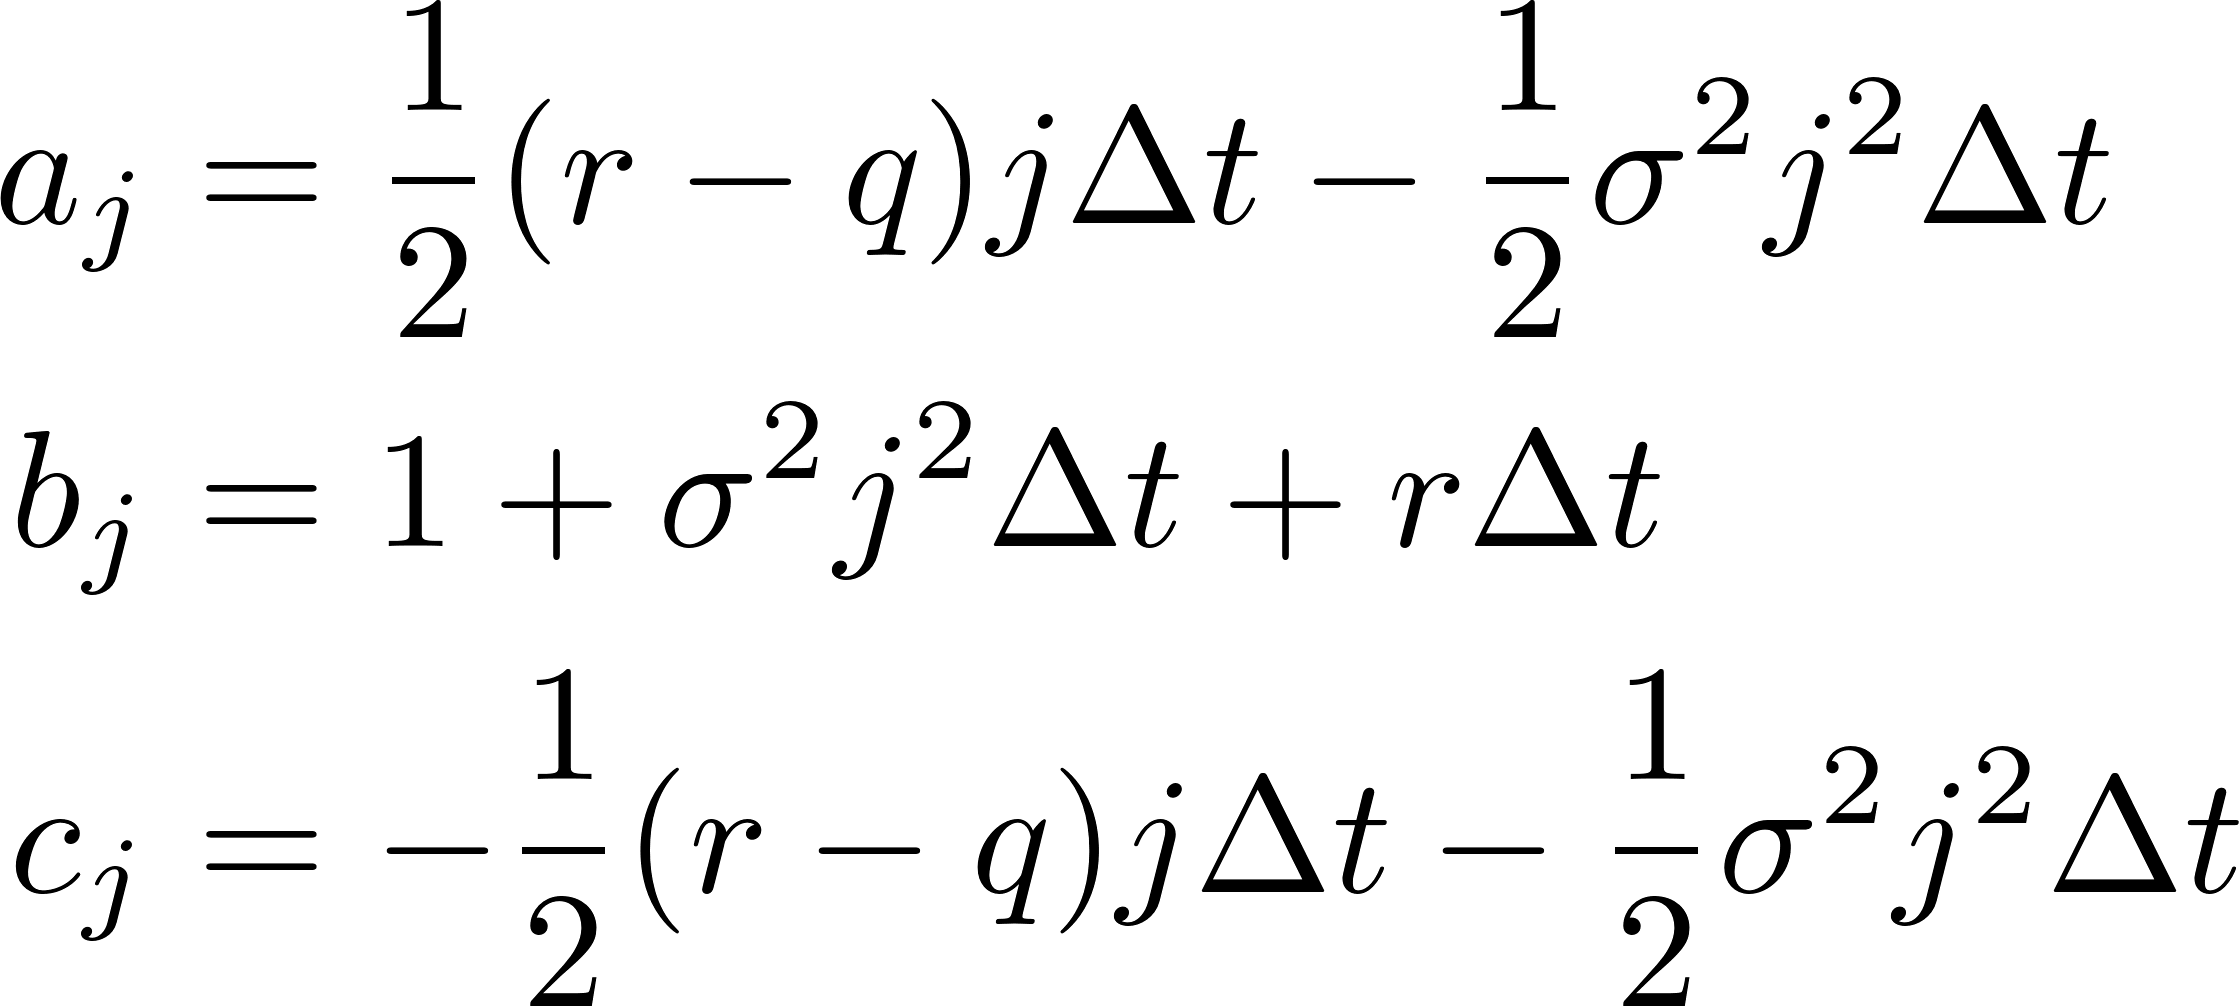 a_j = \frac{1}{2}(r - q)j\Delta t - \frac{1}{2}\sigma^2 j^2 \Delta t
b_j = 1 + \sigma^2 j^2 \Delta t + r\Delta t
c_j = -\frac{1}{2}(r - q)j\Delta t - \frac{1}{2}\sigma^2 j^2 \Delta t